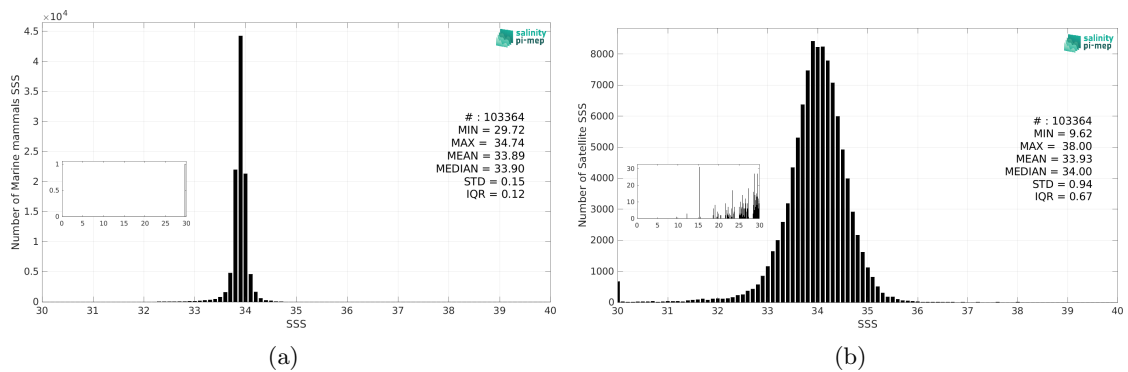 ×10⁴
4.5
4
3.5
3
2.5
2
1.5
1
0.5
0
Number of Marine mammals SSS
salinity
pi-mep
# : 103364
MIN = 29.72
MAX = 34.74
MEAN = 33.89
MEDIAN = 33.90
STD = 0.15
IQR = 0.12
1
0.5
0
0 5 10 15 20 25 30
30 31 32 33 34 35 36 37 38 39 40
SSS
(a)
8000
7000
6000
5000
4000
3000
2000
1000
0
Number of Satellite SSS
salinity
pi-mep
# : 103364
MIN = 9.62
MAX = 38.00
MEAN = 33.93
MEDIAN = 34.00
STD = 0.94
IQR = 0.67
30
20
10
0
0 5 10 15 20 25 30
30 31 32 33 34 35 36 37 38 39 40
SSS
(b)